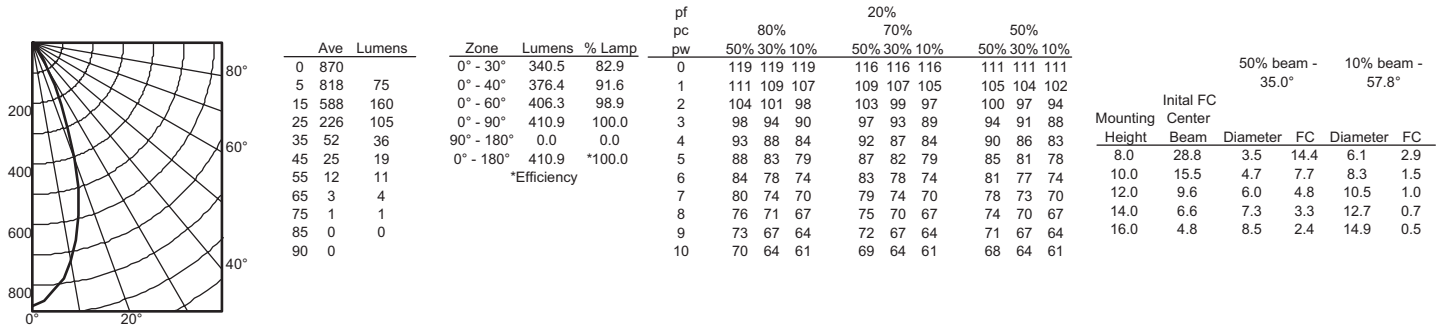 200
400
600
800
0°
20°
40°
60°
80°
Ave Lumens
0 870
5 818 75
15 588 160
25 226 105
35 52 36
45 25 19
55 12 11
65 3 4
75 1 1
85 0 0
90 0
Zone Lumens % Lamp
0° - 30° 340.5 82.9
0° - 40° 376.4 91.6
0° - 60° 406.3 98.9
0° - 90° 410.9 100.0
90° - 180° 0.0 0.0
0° - 180° 410.9 *100.0
*Efficiency
pf 20%
pc 80% 70% 50%
pw 50% 30% 10% 50% 30% 10% 50% 30% 10%
0 119 119 119 116 116 116 111 111 111
1 111 109 107 109 107 105 105 104 102
2 104 101 98 103 99 97 100 97 94
3 98 94 90 97 93 89 94 91 88
4 93 88 84 92 87 84 90 86 83
5 88 83 79 87 82 79 85 81 78
6 84 78 74 83 78 74 81 77 74
7 80 74 70 79 74 70 78 73 70
8 76 71 67 75 70 67 74 70 67
9 73 67 64 72 67 64 71 67 64
10 70 64 61 69 64 61 68 64 61
50% beam - 10% beam -
35.0° 57.8°
Inital FC
Mounting Center
Height Beam Diameter FC Diameter FC
8.0 28.8 3.5 14.4 6.1 2.9
10.0 15.5 4.7 7.7 8.3 1.5
12.0 9.6 6.0 4.8 10.5 1.0
14.0 6.6 7.3 3.3 12.7 0.7
16.0 4.8 8.5 2.4 14.9 0.5